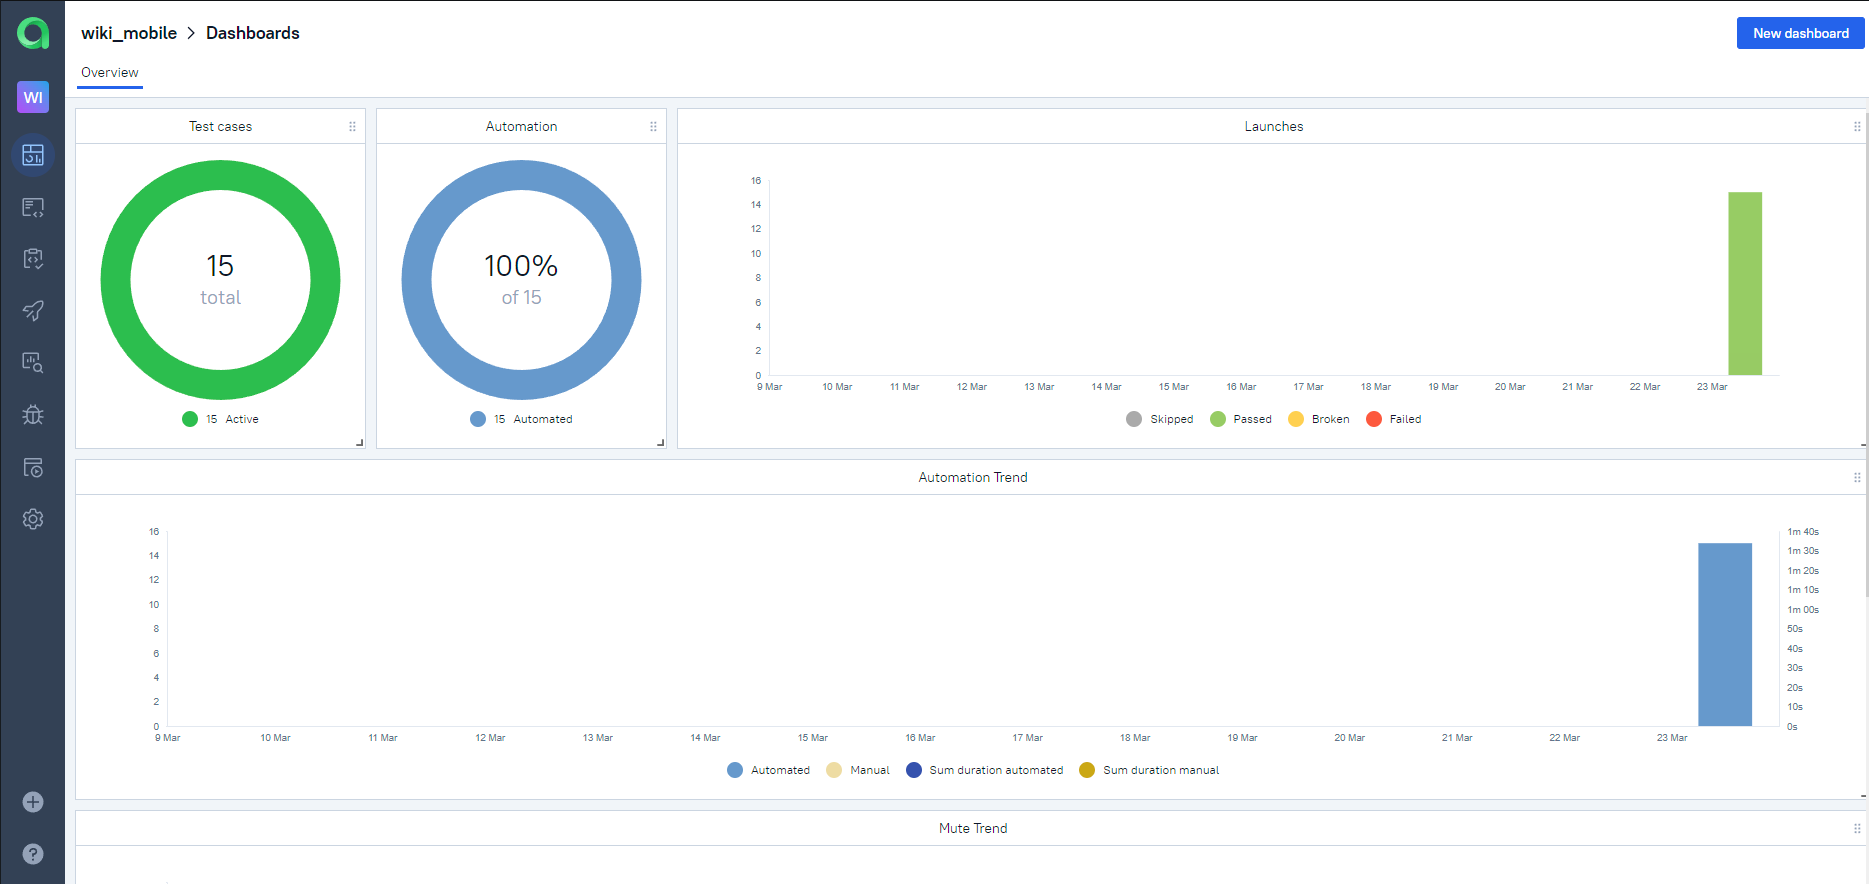 wiki_mobile > Dashboards
New dashboard
Overview
WI
Test cases
15
total
15 Active
Automation
100%
of 15
15 Automated
Launches
16
14
12
10
8
6
4
2
0
9 Mar 10 Mar 11 Mar 12 Mar 13 Mar 14 Mar 15 Mar 16 Mar 17 Mar 18 Mar 19 Mar 20 Mar 21 Mar 22 Mar 23 Mar
Skipped Passed Broken Failed
Automation Trend
16
14
12
10
8
6
4
2
0
1m 40s
1m 30s
1m 20s
1m 10s
1m 00s
50s
40s
30s
20s
10s
0s
9 Mar 10 Mar 11 Mar 12 Mar 13 Mar 14 Mar 15 Mar 16 Mar 17 Mar 18 Mar 19 Mar 20 Mar 21 Mar 22 Mar 23 Mar
Automated Manual Sum duration automated Sum duration manual
Mute Trend